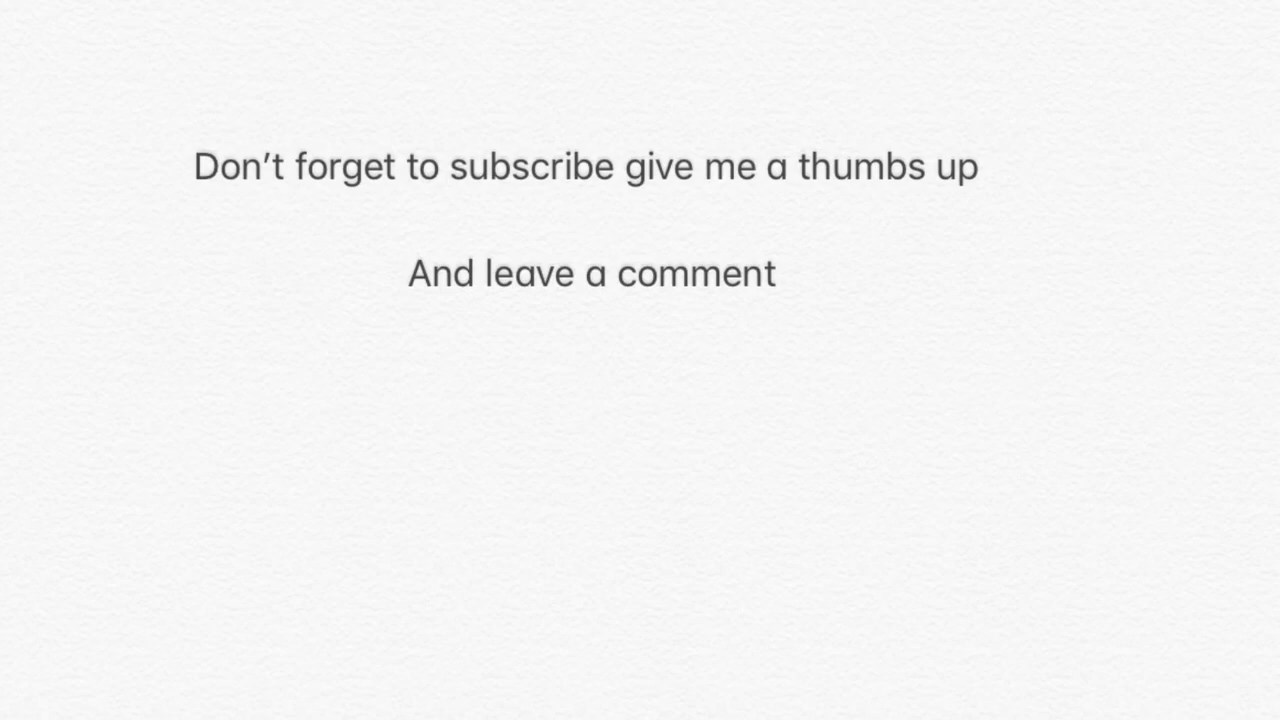 Don’t forget to subscribe give me a thumbs up
And leave a comment